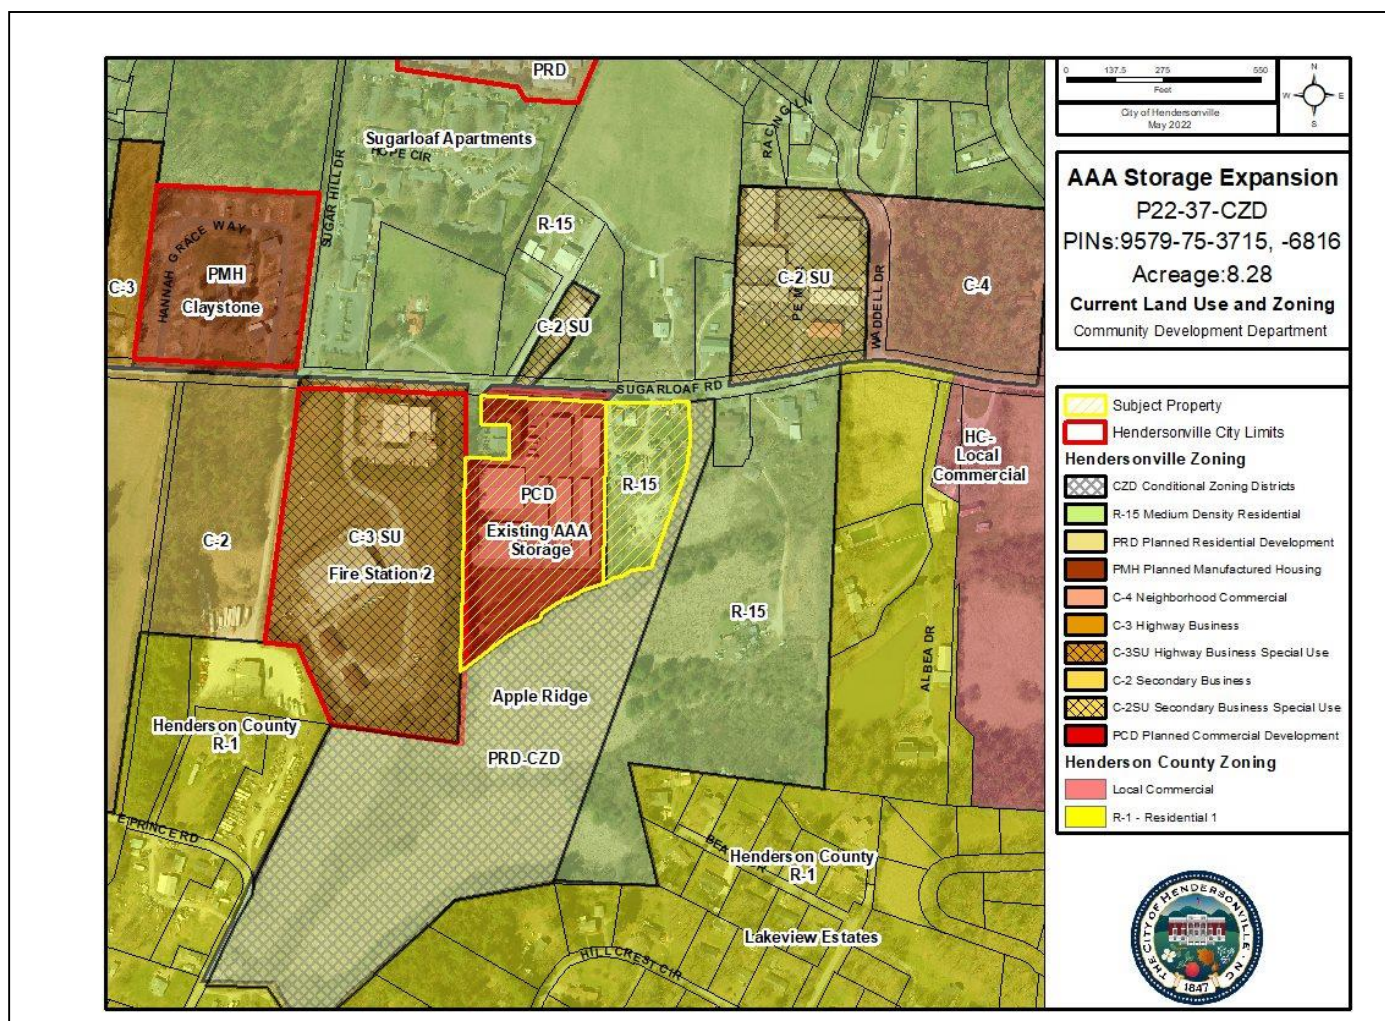 PRD
Sugarloaf Apartments
HOPE CIR
RACING LN
SUGAR HILL DR
R-15
HANNAH GRACE WAY
PMH
Claystone
C-3
C-2 SU
C-2 SU
WADDELL DR
C-4
SUGARLOAF RD
HC-
Local
Commercial
PCD
R-15
Existing AAA
Storage
C-2
C-3 SU
Fire Station 2
R-15
ALBEA DR
Apple Ridge
Henderson County
R-1
PRD-CZD
E PRINCE RD
Henderson County
R-1
Lakeview Estates
HILLCREST CIR
0 137.5 275 550
Feet
City of Hendersonville
May 2022
N
W E
S
AAA Storage Expansion
P22-37-CZD
PINs:9579-75-3715, -6816
Acreage:8.28
Current Land Use and Zoning
Community Development Department
Subject Property
Hendersonville City Limits
Hendersonville Zoning
CZD Conditional Zoning Districts
R-15 Medium Density Residential
PRD Planned Residential Development
PMH Planned Manufactured Housing
C-4 Neighborhood Commercial
C-3 Highway Business
C-3SU Highway Business Special Use
C-2 Secondary Business
C-2SU Secondary Business Special Use
PCD Planned Commercial Development
Henderson County Zoning
Local Commercial
R-1 - Residential 1
THE CITY OF HENDERSONVILLE, NC
1847